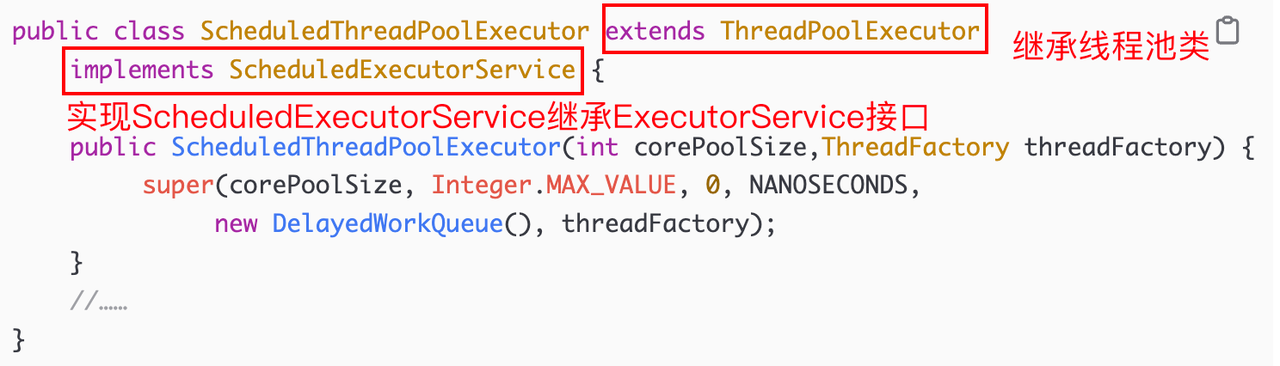 public class ScheduledThreadPoolExecutor extends ThreadPoolExecutor
继承线程池类
implements ScheduledExecutorService {
实现ScheduledExecutorService继承ExecutorService接口
public ScheduledThreadPoolExecutor(int corePoolSize,ThreadFactory threadFactory) {
super(corePoolSize, Integer.MAX_VALUE, 0, NANOSECONDS,
new DelayedWorkQueue(), threadFactory);
}
//……
}